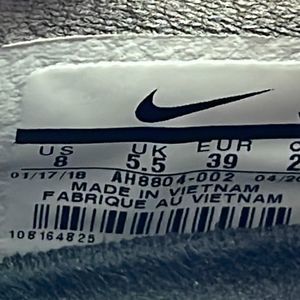 US UK EUR
8 5.5 39
01/17/18 AH8804-002
MADE IN VIETNAM
FABRIQUE AU VIETNAM
108164825